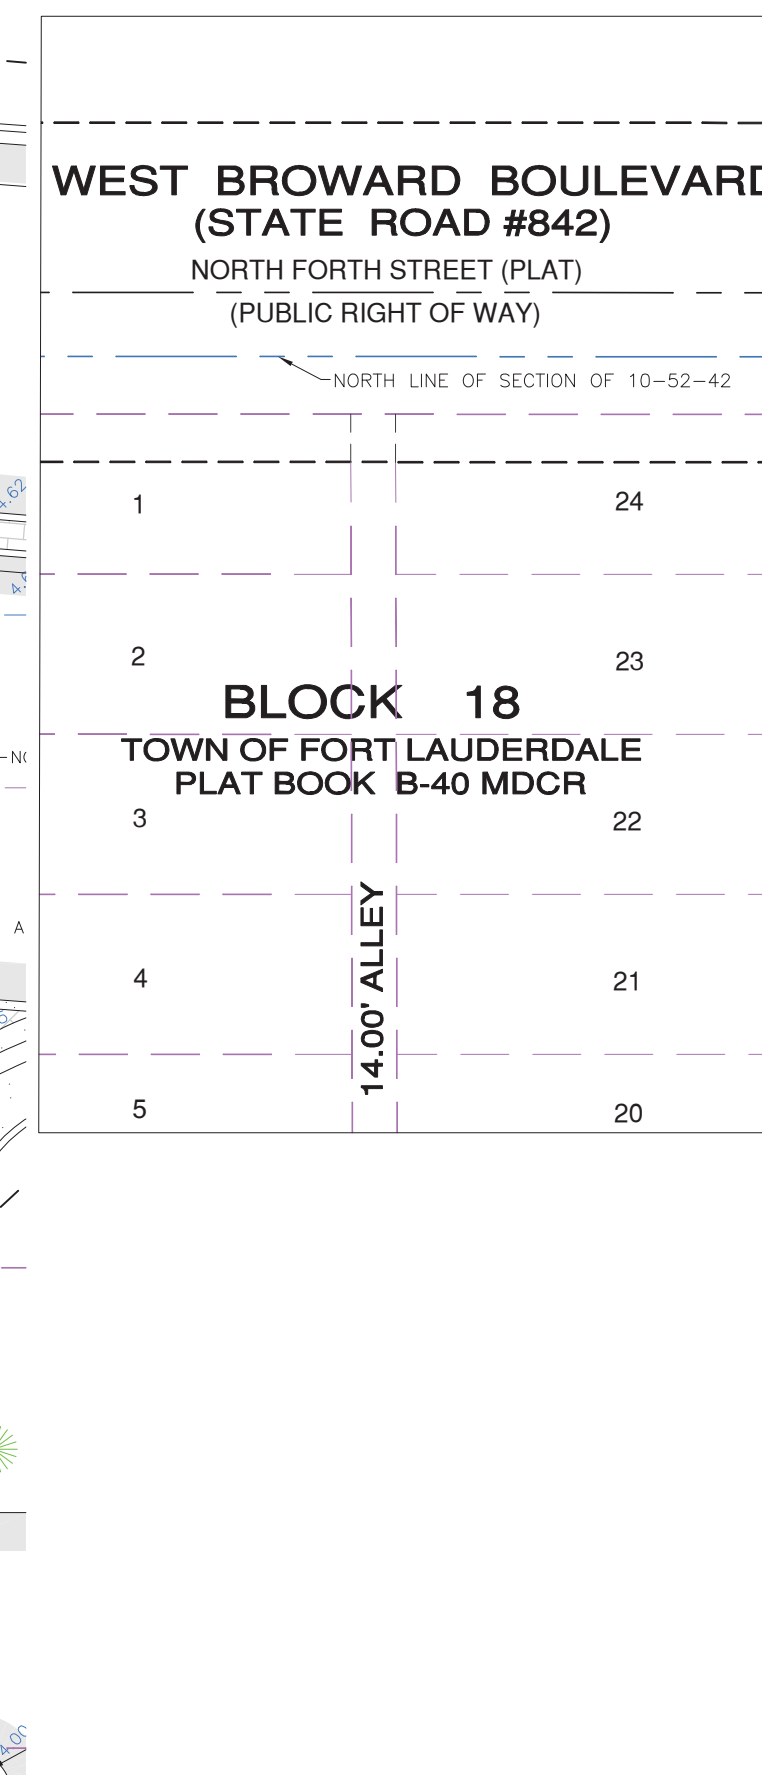 WEST BROWARD BOULEVARD
(STATE ROAD #842)
NORTH FORTH STREET (PLAT)
(PUBLIC RIGHT OF WAY)
NORTH LINE OF SECTION OF 10-52-42
1
24
2
23
BLOCK 18
TOWN OF FORT LAUDERDALE
PLAT BOOK B-40 MDCR
3
22
14.00' ALLEY
4
21
5
20
A